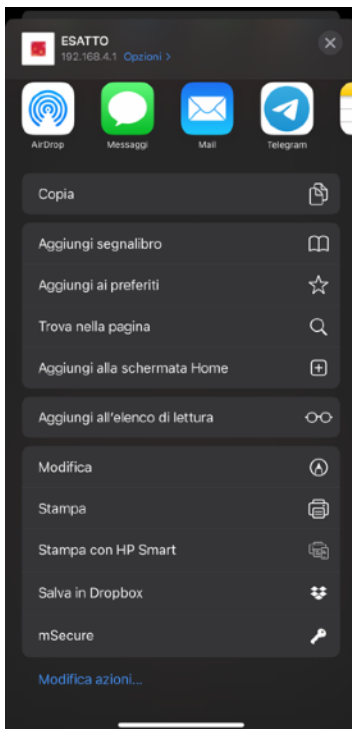 ESATTO
192.168.4.1 Opzioni >
AirDrop Messaggi Mail Telegram
Copia
Aggiungi segnalibro
Aggiungi ai preferiti
Trova nella pagina
Aggiungi alla schermata Home
Aggiungi all'elenco di lettura
Modifica
Stampa
Stampa con HP Smart
Salva in Dropbox
mSecure
Modifica azioni...